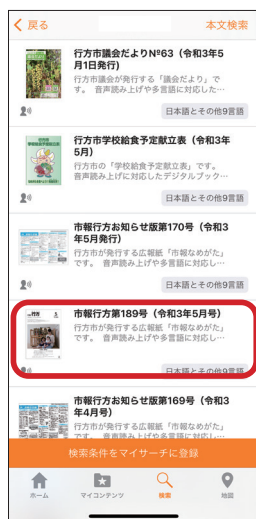 戻る
本文検索
行方市議会だよりNº63（令和3年5
月1日発行)
行方市議会が発行する「議会だより」で
す。 音声読み上げや多言語に対応した…
日本語とその他9言語
行方市学校給食予定献立表（令和3年
5月）
行方市の「学校給食予定献立表」です。
音声読み上げに対応したデジタルブック…
日本語とその他9言語
市報行方お知らせ版第170号（令和3
年5月発行）
行方市が発行する広報紙「市報なめがた」
です。 音声読み上げや多言語に対応し…
日本語とその他9言語
市報行方第189号（令和3年5月号）
行方市が発行する広報紙「市報なめがた」
です。 音声読み上げや多言語に対応し…
日本語とその他9言語
市報行方お知らせ版第169号（令和3
年4月号）
行方市が発行する広報紙「市報なめがた」
です。 音声読み上げや多言語に対応し…
検索条件をマイサーチに登録
ホーム
マイコンテンツ
検索
地図